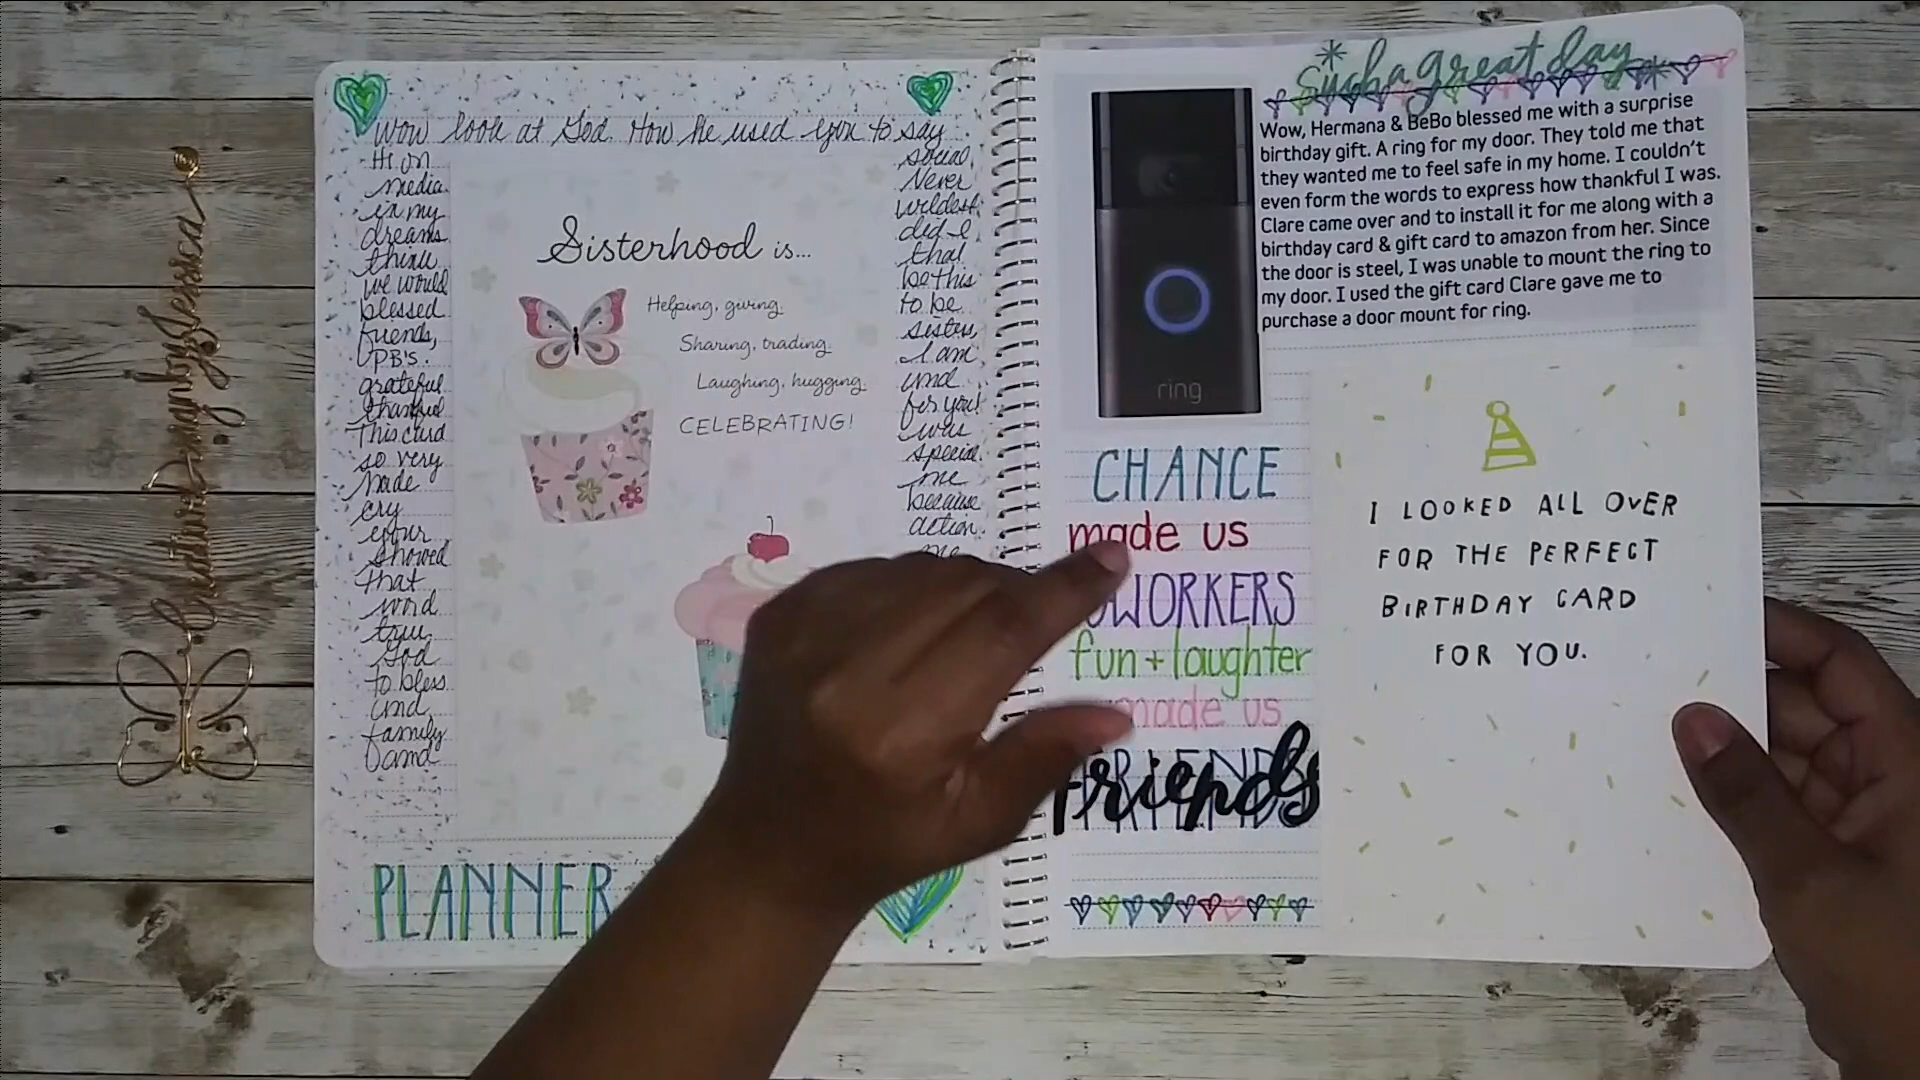 Wow look at God. How he used you to say
Hi on
social
media.
Never
in my
wildest
dreams
did I
think
that
we would
be this
blessed
to be
friends,
sisters,
PB's.
I am
grateful
and
thankful
for you!
This card
was
so very
special.
made
me
cry
because
your
action
showed
me
that
word
true
God
to bless
and
family
and
Sisterhood is...
Helping, giving,
Sharing, trading,
Laughing, hugging,
CELEBRATING!
PLANNER
*Such a great day*
Wow, Hermana & BeBo blessed me with a surprise
birthday gift. A ring for my door. They told me that
they wanted me to feel safe in my home. I couldn't
even form the words to express how thankful I was.
Clare came over and to install it for me along with a
birthday card & gift card to amazon from her. Since
the door is steel, I was unable to mount the ring to
my door. I used the gift card Clare gave me to
purchase a door mount for ring.
ring
CHANCE
made us
OWORKERS
fun + laughter
made us
FRIENDS
friends
I LOOKED ALL OVER
FOR THE PERFECT
BIRTHDAY CARD
FOR YOU.